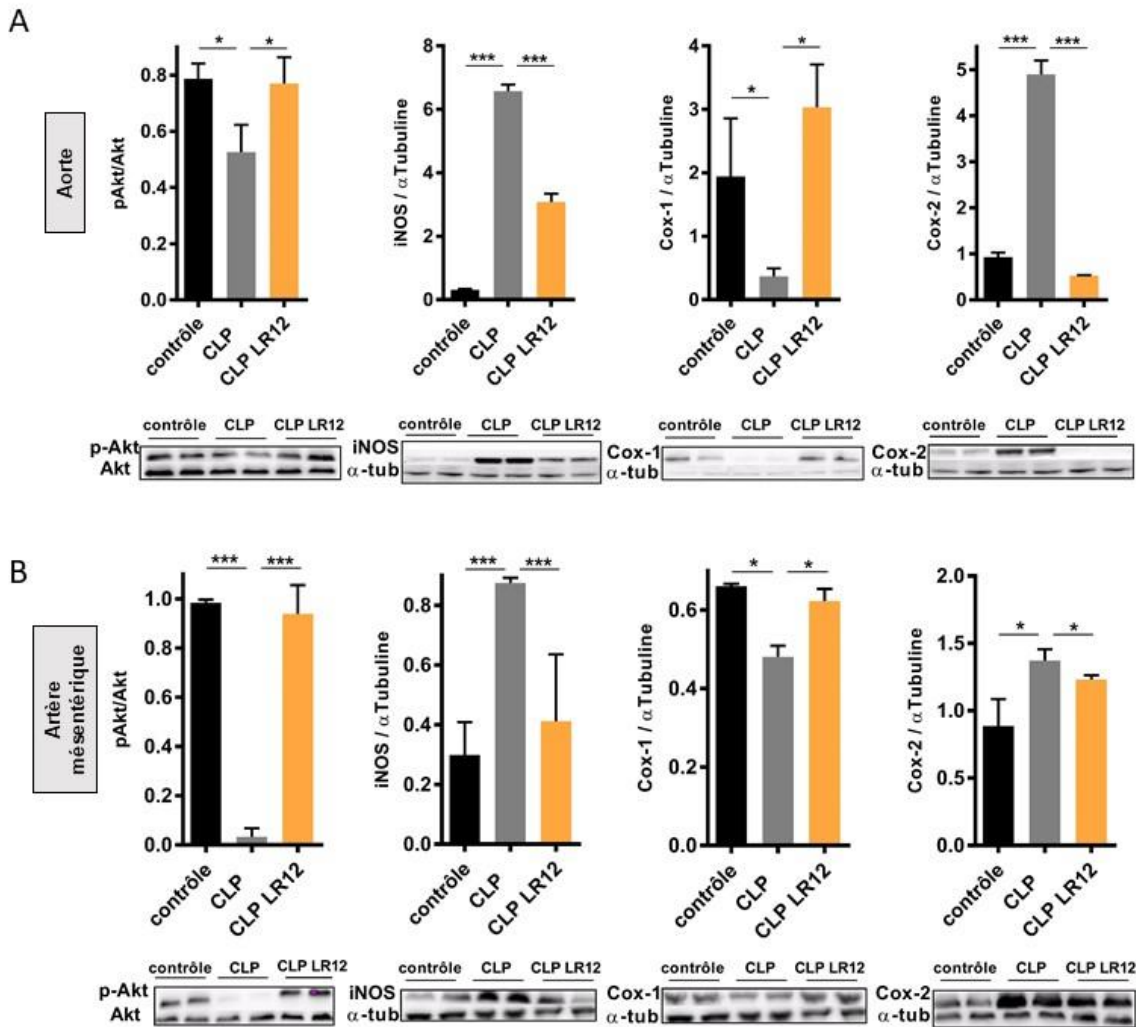 A
Aorte
pAkt/Akt
0.8
0.6
0.4
0.2
0.0
* *
contrôle
CLP
CLP LR12
iNOS / αTubuline
8
6
4
2
0
*** ***
contrôle
CLP
CLP LR12
Cox-1 / αTubuline
4
3
2
1
0
* *
contrôle
CLP
CLP LR12
Cox-2 / αTubuline
5
4
3
2
1
0
*** ***
contrôle
CLP
CLP LR12
contrôle CLP CLP LR12
p-Akt
Akt
contrôle CLP CLP LR12
iNOS
α-tub
contrôle CLP CLP LR12
Cox-1
α-tub
contrôle CLP CLP LR12
Cox-2
α-tub
B
Artère
mésentérique
pAkt/Akt
1.0
0.8
0.6
0.4
0.2
0.0
*** ***
contrôle
CLP
CLP LR12
iNOS / αTubuline
0.8
0.6
0.4
0.2
0.0
*** ***
contrôle
CLP
CLP LR12
Cox-1 / αTubuline
0.6
0.4
0.2
0.0
* *
contrôle
CLP
CLP LR12
Cox-2 / αTubuline
2.0
1.5
1.0
0.5
0.0
* *
contrôle
CLP
CLP LR12
contrôle CLP CLP LR12
p-Akt
Akt
contrôle CLP CLP LR12
iNOS
α-tub
contrôle CLP CLP LR12
Cox-1
α-tub
contrôle CLP CLP LR12
Cox-2
α-tub